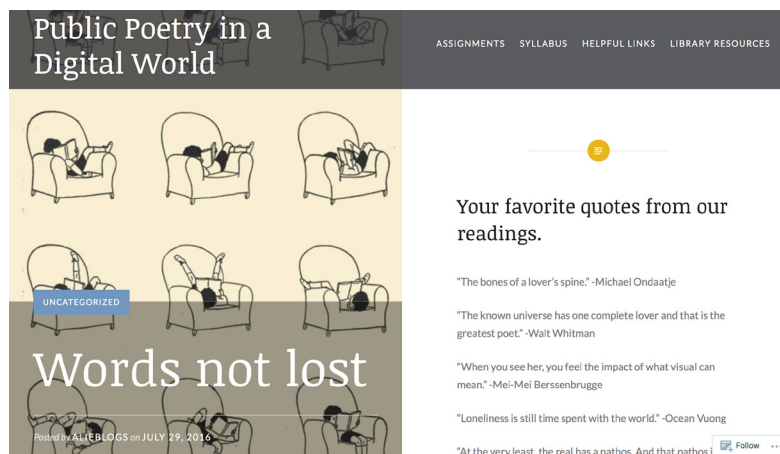 Public Poetry in a
Digital World
ASSIGNMENTS SYLLABUS HELPFUL LINKS LIBRARY RESOURCES
UNCATEGORIZED
Words not lost
Posted by ALIEBLOGS on JULY 29, 2016
Your favorite quotes from our
readings.
“The bones of a lover’s spine.” -Michael Ondaatje
“The known universe has one complete lover and that is the
greatest poet.” -Walt Whitman
“When you see her, you feel the impact of what visual can
mean.” -Mei-Mei Berssenbrugge
“Loneliness is still time spent with the world.” -Ocean Vuong
“At the very least, the real has a pathos. And that pathos i
Follow